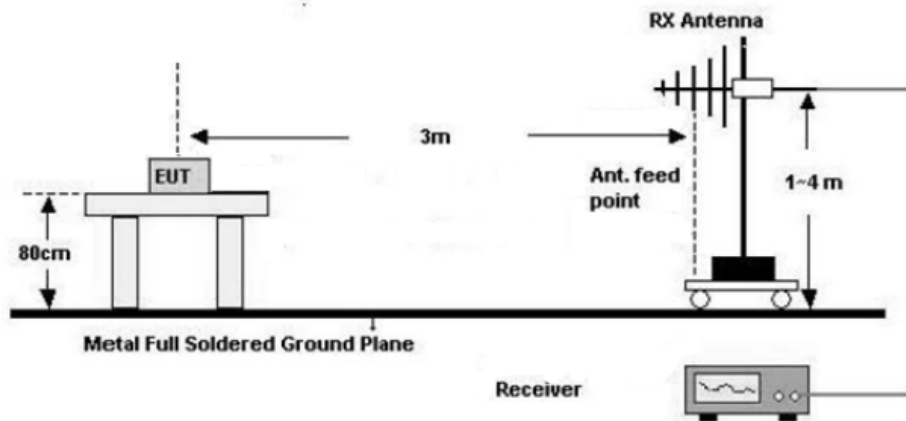 RX Antenna
3m
EUT
Ant. feed
point
1~4 m
80cm
Metal Full Soldered Ground Plane
Receiver